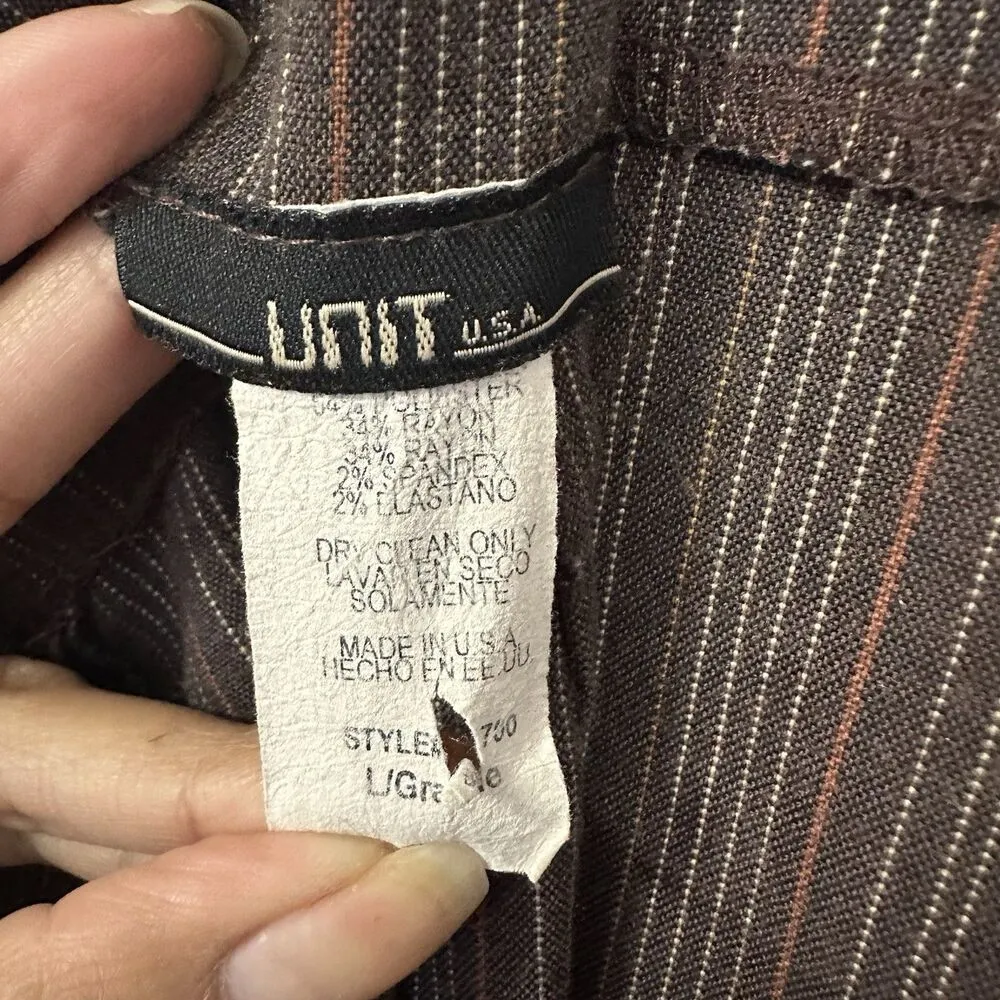 UNIT U.S.A.
34% RAYON
34% RAYON
2% SPANDEX
2% ELASTANO
DRY CLEAN ONLY
LAVAR EN SECO
SOLAMENTE
MADE IN U.S.A.
HECHO EN EE.UU.
STYLE